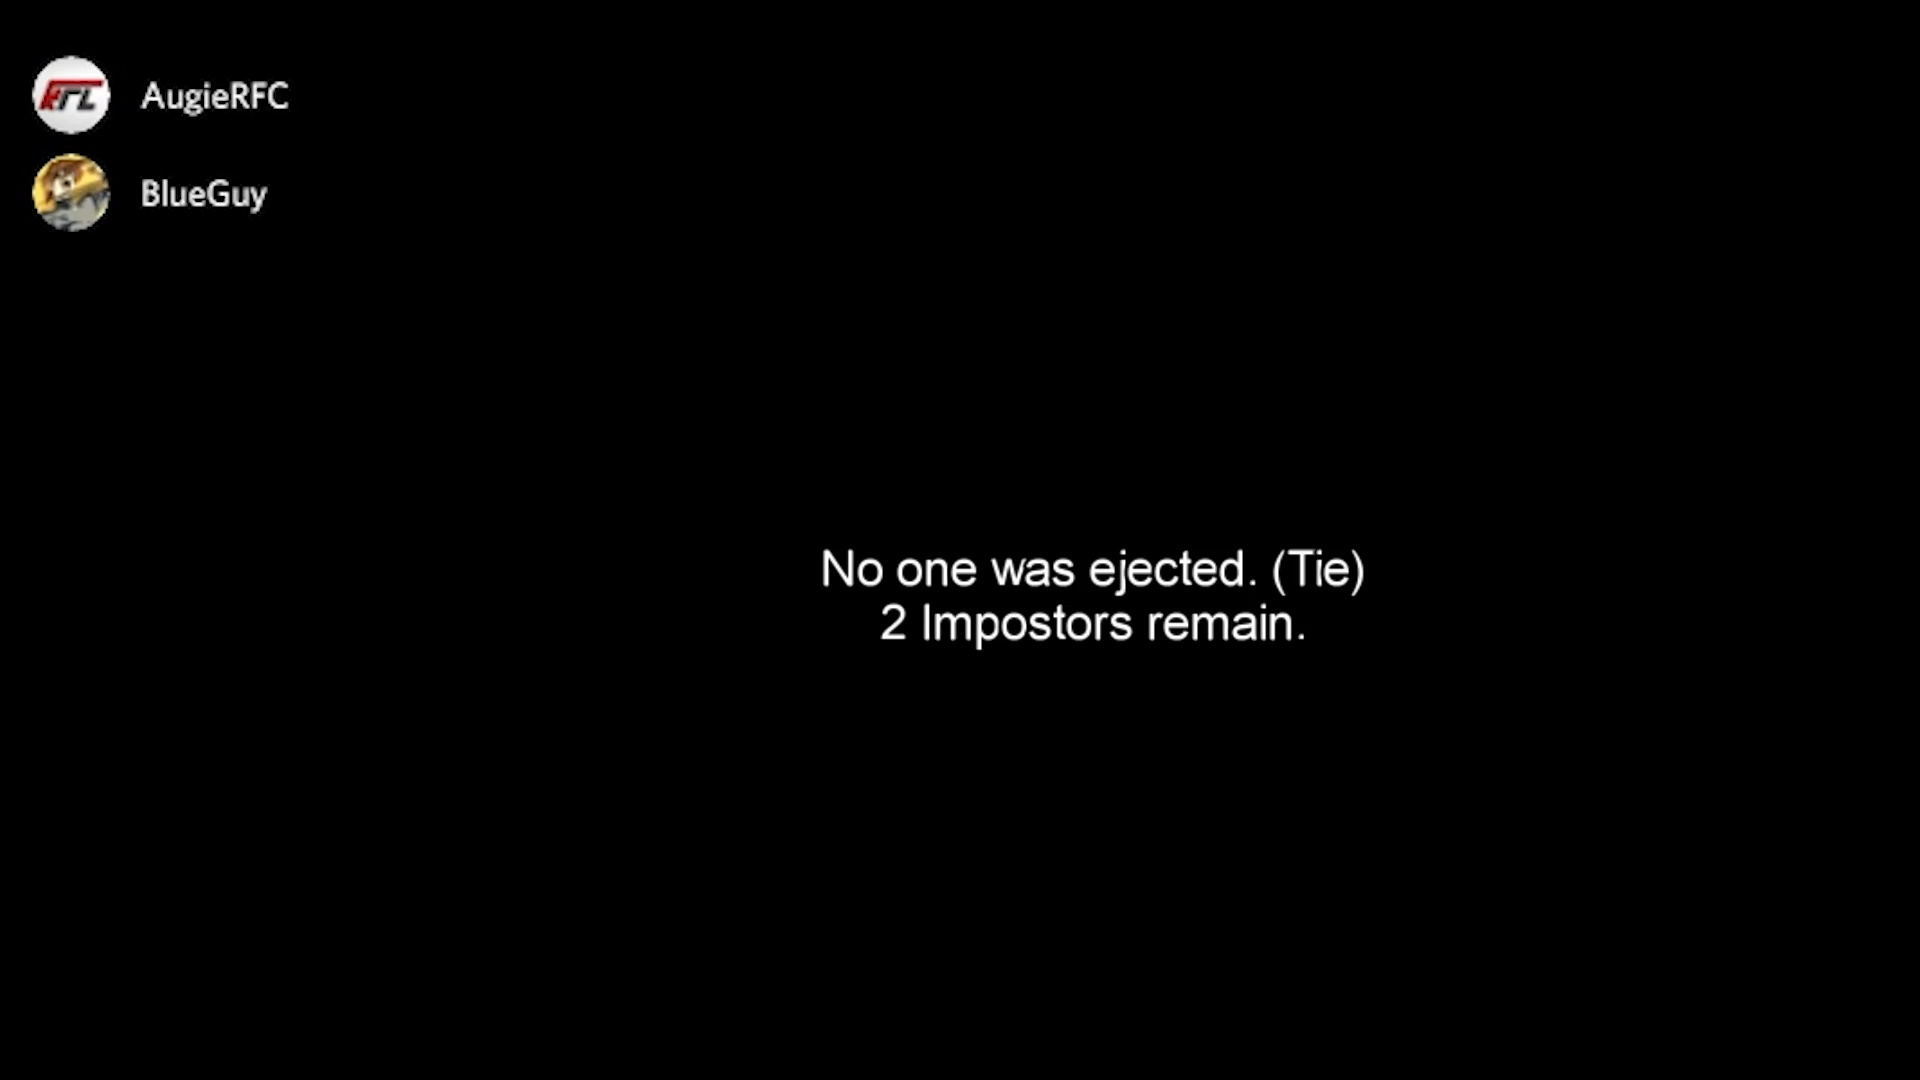 AugieRFC
BlueGuy
No one was ejected. (Tie)
2 Impostors remain.